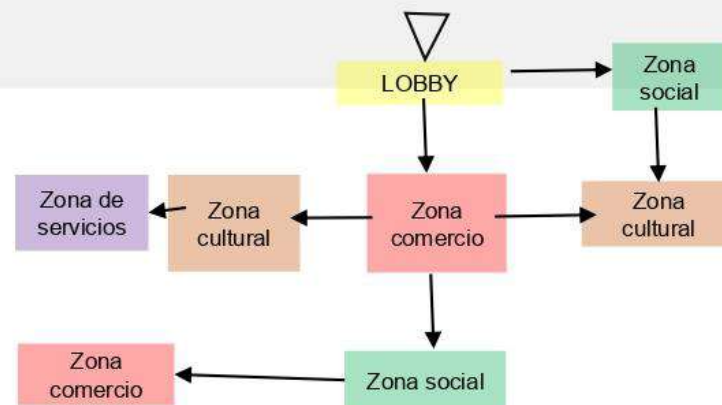 LOBBY
Zona
social
Zona de
servicios
Zona
cultural
Zona
comercio
Zona
cultural
Zona
comercio
Zona social